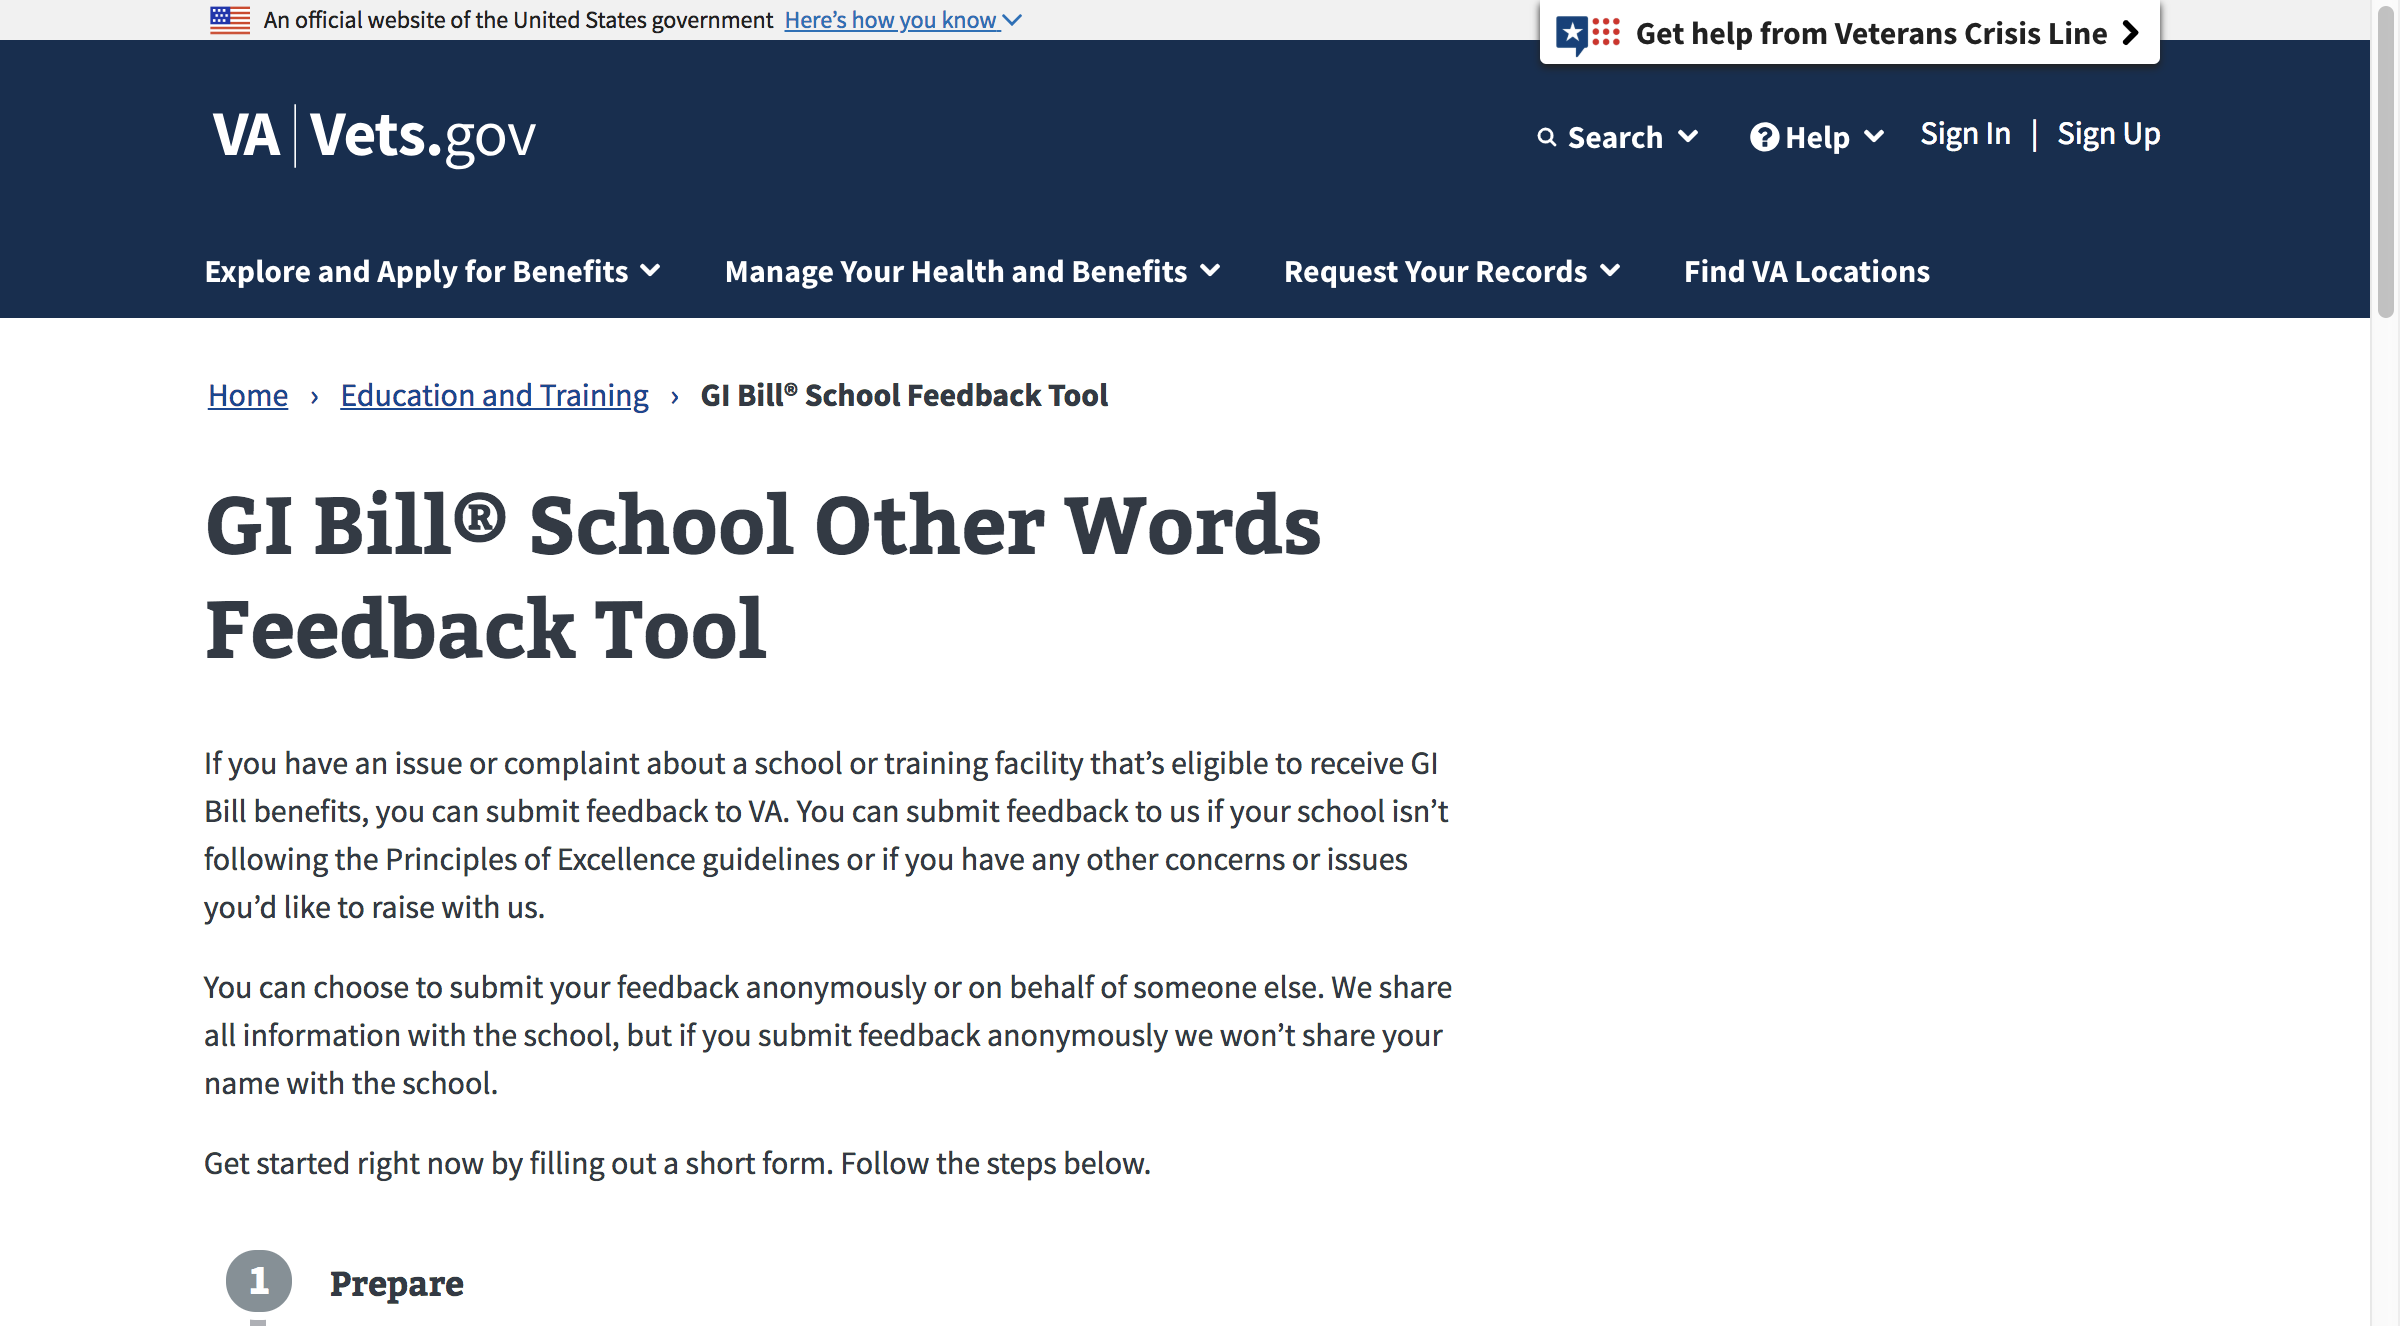 An official website of the United States government Here’s how you know
Get help from Veterans Crisis Line
VA | Vets.gov
Search Help Sign In | Sign Up
Explore and Apply for Benefits Manage Your Health and Benefits Request Your Records Find VA Locations
Home › Education and Training › GI Bill® School Feedback Tool
GI Bill® School Other Words
Feedback Tool
If you have an issue or complaint about a school or training facility that’s eligible to receive GI
Bill benefits, you can submit feedback to VA. You can submit feedback to us if your school isn’t
following the Principles of Excellence guidelines or if you have any other concerns or issues
you’d like to raise with us.
You can choose to submit your feedback anonymously or on behalf of someone else. We share
all information with the school, but if you submit feedback anonymously we won’t share your
name with the school.
Get started right now by filling out a short form. Follow the steps below.
1 Prepare